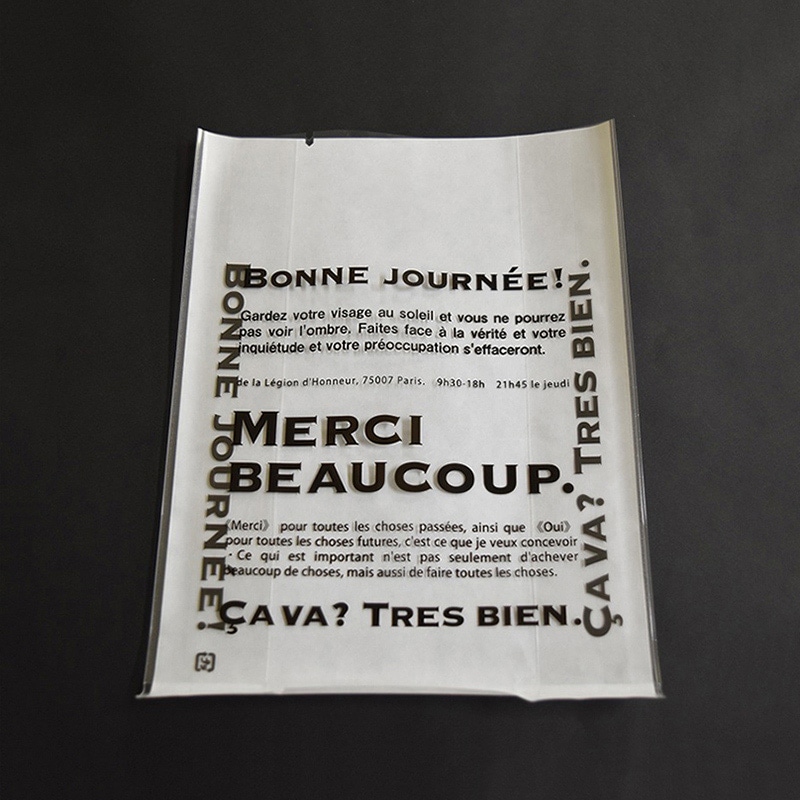 BONNE JOURNÉE!
Gardez votre visage au soleil et vous ne pourrez
pas voir l'ombre. Faites face à la vérité et votre
inquiétude et votre préoccupation s'effaceront.
de la Légion d'Honneur, 75007 Paris. 9h30-18h 21h45 le jeudi
MERCI
BEAUCOUP.
《Merci》 pour toutes les choses passées, ainsi que 《Oui》
pour toutes les choses futures, c'est ce que je veux concevoir
· Ce qui est important n'est pas seulement d'achever
beaucoup de choses, mais aussi de faire toutes les choses.
ÇA VA? TRES BIEN.
BONNE JOURNÉE!
ÇA VA? TRES BIEN.